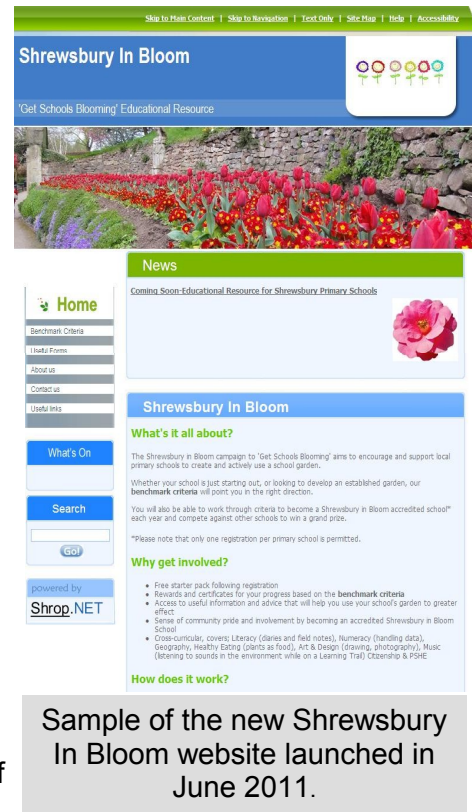 Skip to Main Content | Skip to Navigation | Text Only | Site Map | Help | Accessibility
Shrewsbury In Bloom
'Get Schools Blooming' Educational Resource
News
Coming Soon-Educational Resource for Shrewsbury Primary Schools
Home
Benchmark Criteria
Useful Forms
About us
Contact us
Useful links
What's On
Search
Go!
powered by
Shrop.NET
Shrewsbury In Bloom
What's it all about?
The Shrewsbury in Bloom campaign to 'Get Schools Blooming' aims to encourage and support local
primary schools to create and actively use a school garden.
Whether your school is just starting out, or looking to develop an established garden, our
benchmark criteria will point you in the right direction.
You will also be able to work through criteria to become a Shrewsbury in Bloom accredited school*
each year and compete against other schools to win a grand prize.
*Please note that only one registration per primary school is permitted.
Why get involved?
Free starter pack following registration
Rewards and certificates for your progress based on the benchmark criteria
Access to useful information and advice that will help you use your school's garden to greater
effect
Sense of community pride and involvement by becoming an accredited Shrewsbury in Bloom
School
Cross-curricular, covers; Literacy (diaries and field notes), Numeracy (handling data),
Geography, Healthy Eating (plants as food), Art & Design (drawing, photography), Music
(listening to sounds in the environment while on a Learning Trail) Citizenship & PSHE
How does it work?
Sample of the new Shrewsbury
In Bloom website launched in
June 2011.
f